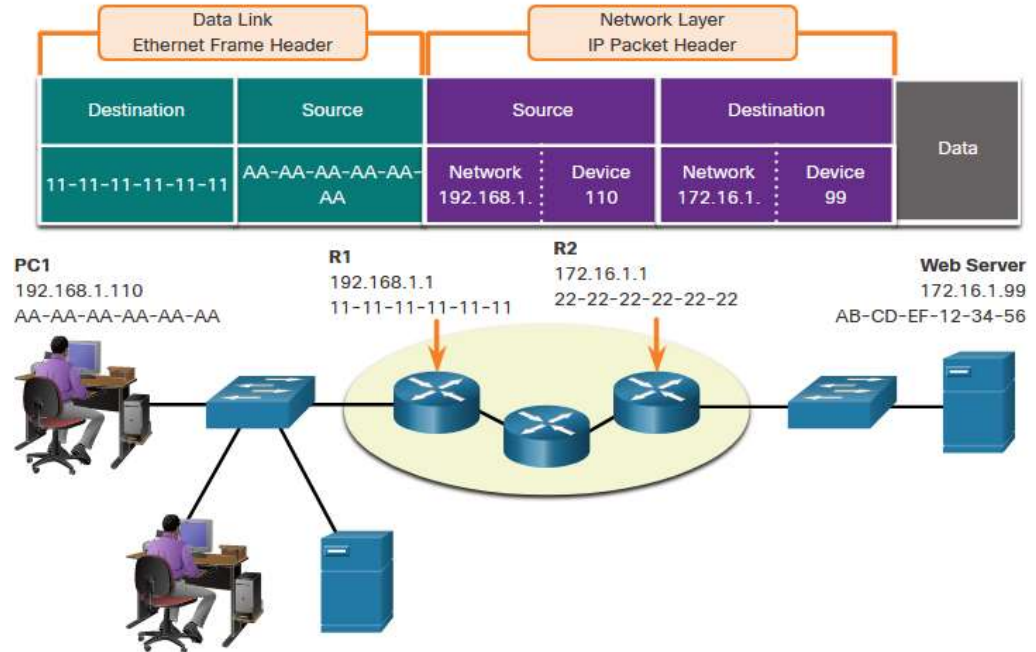 Data Link
Ethernet Frame Header
Network Layer
IP Packet Header
Destination
Source
Source
Destination
Data
11-11-11-11-11-11
AA-AA-AA-AA-AA-
AA
Network
192.168.1.
Device
110
Network
172.16.1.
Device
99
PC1
192.168.1.110
AA-AA-AA-AA-AA-AA
R1
192.168.1.1
11-11-11-11-11-11
R2
172.16.1.1
22-22-22-22-22-22
Web Server
172.16.1.99
AB-CD-EF-12-34-56